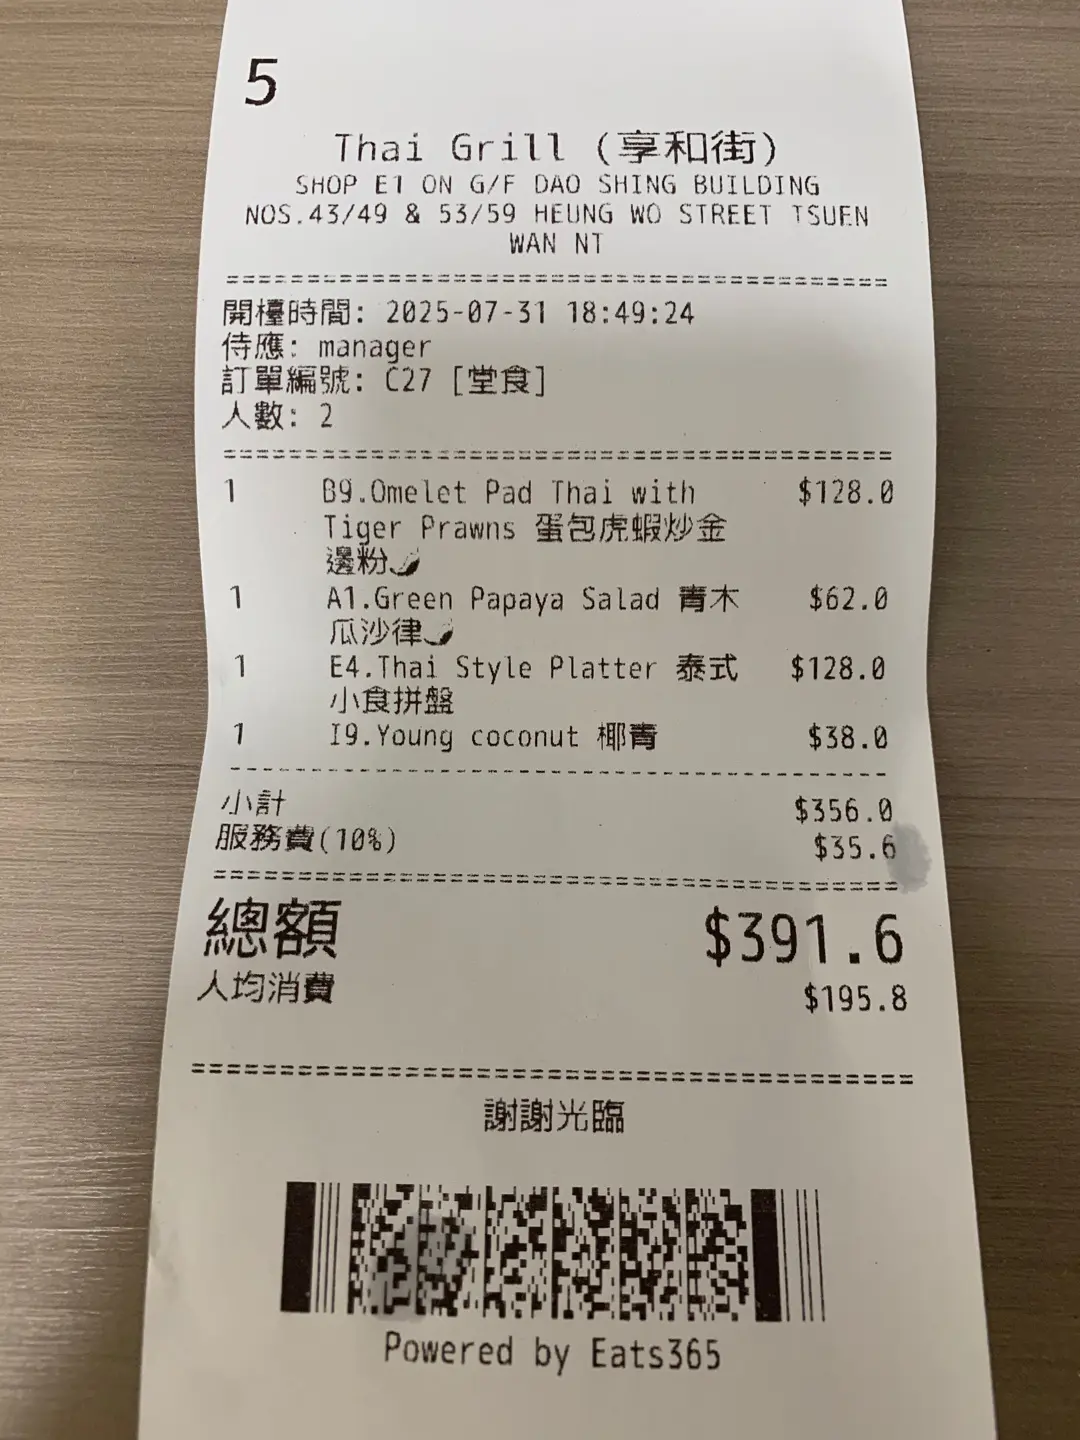 5
Thai Grill (享和街)
SHOP E1 ON G/F DAO SHING BUILDING
NOS.43/49 & 53/59 HEUNG WO STREET TSUEN
WAN NT
開檯時間: 2025-07-31 18:49:24
侍應: manager
訂單編號: C27 [堂食]
人數: 2
1 B9.Omelet Pad Thai with $128.0
Tiger Prawns 蛋包虎蝦炒金
邊粉🌶
1 A1.Green Papaya Salad 青木 $62.0
瓜沙律🌶
1 E4.Thai Style Platter 泰式 $128.0
小食拼盤
1 I9.Young coconut 椰青 $38.0
小計 $356.0
服務費(10%) $35.6
總額 $391.6
人均消費 $195.8
謝謝光臨
Powered by Eats365